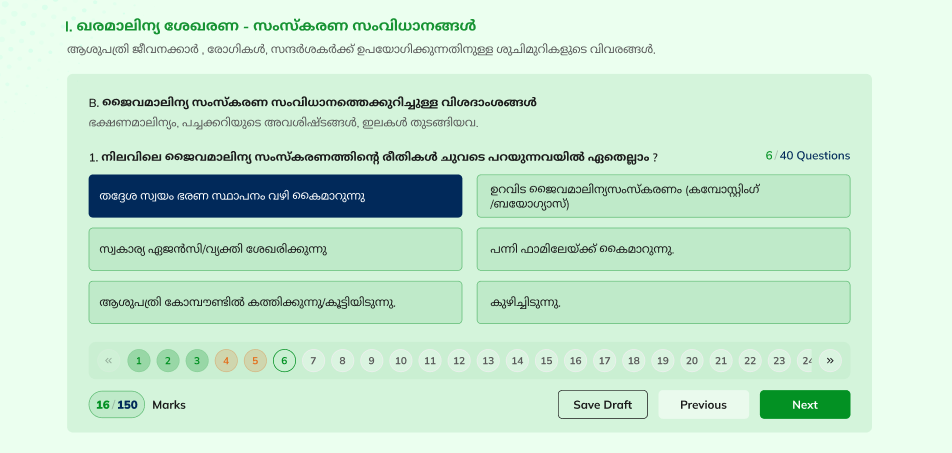 I. ഖരമാലിന്യ ശേഖരണ - സംസ്കരണ സംവിധാനങ്ങൾ
ആശുപത്രി ജീവനക്കാർ , രോഗികൾ, സന്ദർശകർക്ക് ഉപയോഗിക്കുന്നതിനുള്ള ശുചിമുറികളുടെ വിവരങ്ങൾ.
B. ജൈവമാലിന്യ സംസ്കരണ സംവിധാനത്തെക്കുറിച്ചുള്ള വിശദാംശങ്ങൾ
ഭക്ഷണമാലിന്യം, പച്ചക്കറിയുടെ അവശിഷ്ടങ്ങൾ, ഇലകൾ തുടങ്ങിയവ.
1. നിലവിലെ ജൈവമാലിന്യ സംസ്കരണത്തിന്റെ രീതികൾ ചുവടെ പറയുന്നവയിൽ ഏതെല്ലാം ?
6 / 40 Questions
തദ്ദേശ സ്വയം ഭരണ സ്ഥാപനം വഴി കൈമാറുന്നു
ഉറവിട ജൈവമാലിന്യസംസ്കരണം (കമ്പോസ്റ്റിംഗ്
/ബയോഗ്യാസ്)
സ്വകാര്യ ഏജൻസി/വ്യക്തി ശേഖരിക്കുന്നു
പന്നി ഫാമിലേയ്ക്ക് കൈമാറുന്നു.
ആശുപത്രി കോമ്പൗണ്ടിൽ കത്തിക്കുന്നു/കൂട്ടിയിടുന്നു.
കുഴിച്ചിടുന്നു.
« 1 2 3 4 5 6 7 8 9 10 11 12 13 14 15 16 17 18 19 20 21 22 23 24 »
16 / 150 Marks
Save Draft
Previous
Next